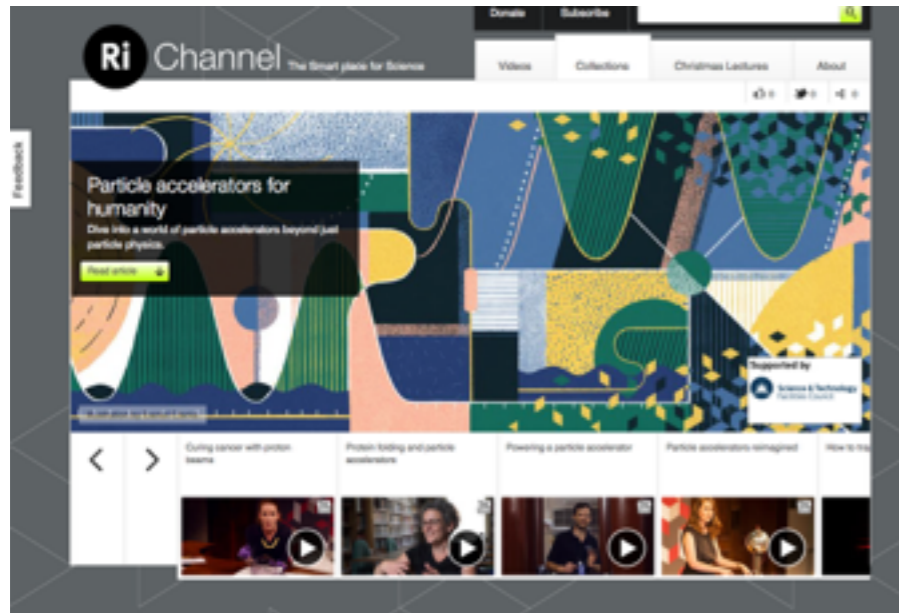 Donate Subscribe
Ri Channel The Smart place for Science
Videos Collections Christmas Lectures About
Feedback
Particle accelerators for
humanity
Dive into a world of particle accelerators beyond just
particle physics.
Read article
Supported by
Science & Technology
Facilities Council
Curing cancer with proton
beams
Protein folding and particle
accelerators
Powering a particle accelerator
Particle accelerators reimagined
How to